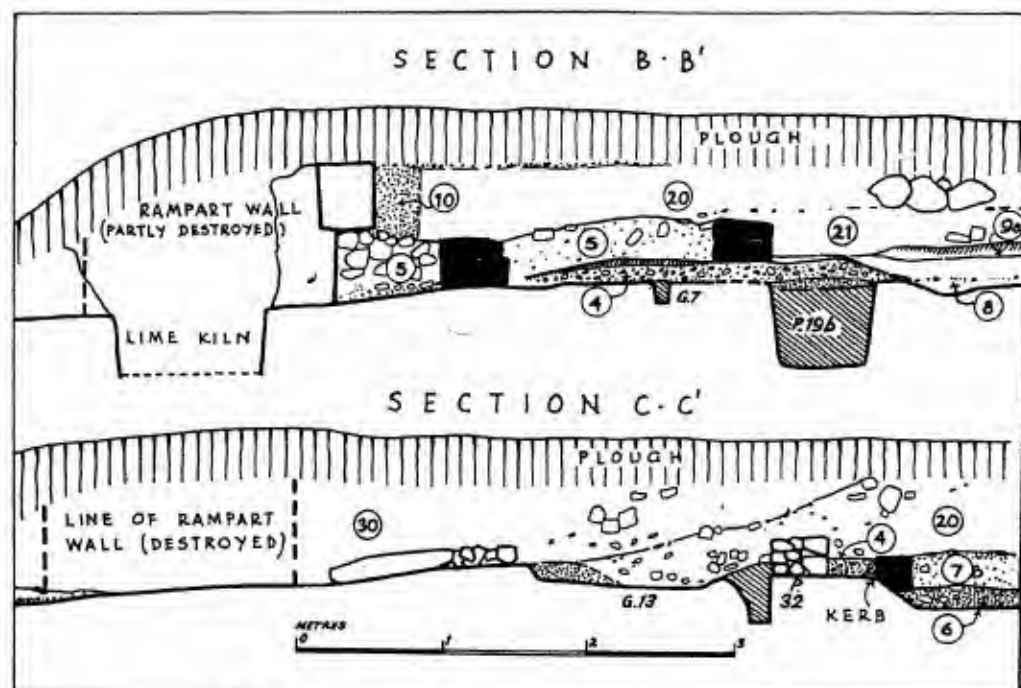 SECTION B·B'
PLOUGH
10
20
RAMPART WALL
(PARTLY DESTROYED)
5
5
21
9a
4
G.7
8
P.19b
LIME KILN
SECTION C·C'
PLOUGH
LINE OF RAMPART
WALL (DESTROYED)
30
4
20
7
G.13
32
KERB
6
METRES
0 1 2 3